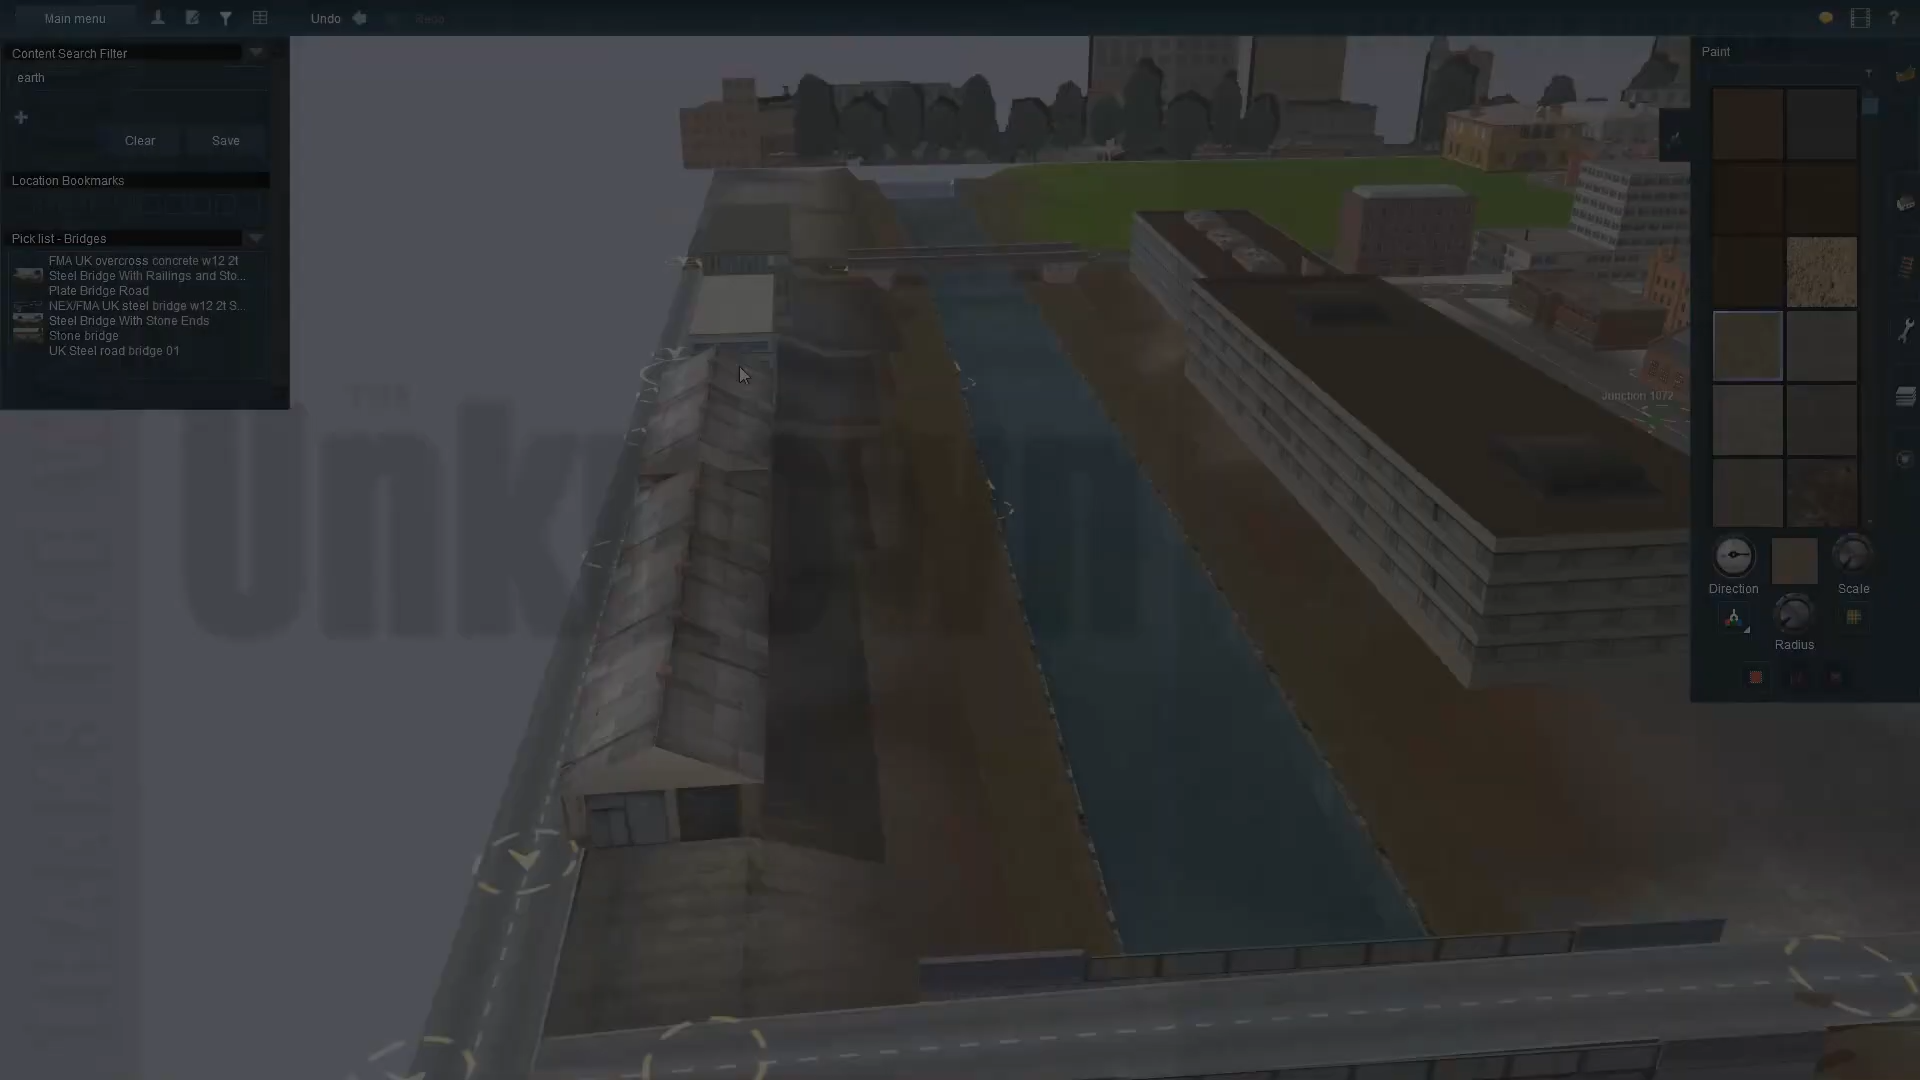 Main menu
Undo
Redo
?
Content Search Filter
earth
Clear
Save
Location Bookmarks
Pick list - Bridges
FMA UK overcross concrete w12 2t
Steel Bridge With Railings and Sto...
Plate Bridge Road
NEX/FMA UK steel bridge w12 2t S...
Steel Bridge With Stone Ends
Stone bridge
UK Steel road bridge 01
Paint
Junction 1072
Direction
Scale
Radius
THE
Unknown